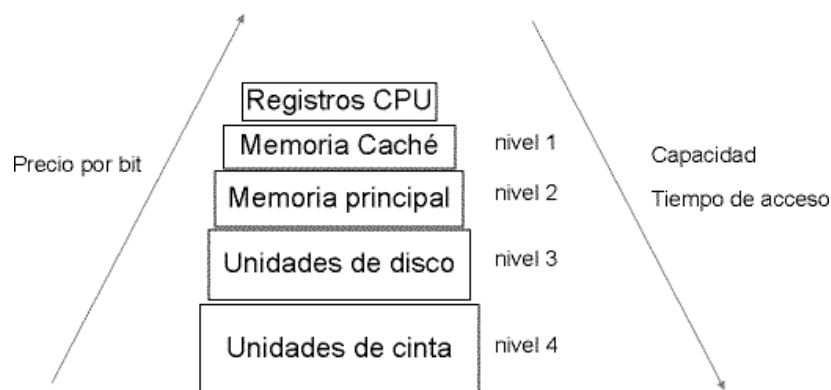 Registros CPU
Memoria Caché
nivel 1
Precio por bit
Capacidad
Memoria principal
nivel 2
Tiempo de acceso
Unidades de disco
nivel 3
Unidades de cinta
nivel 4